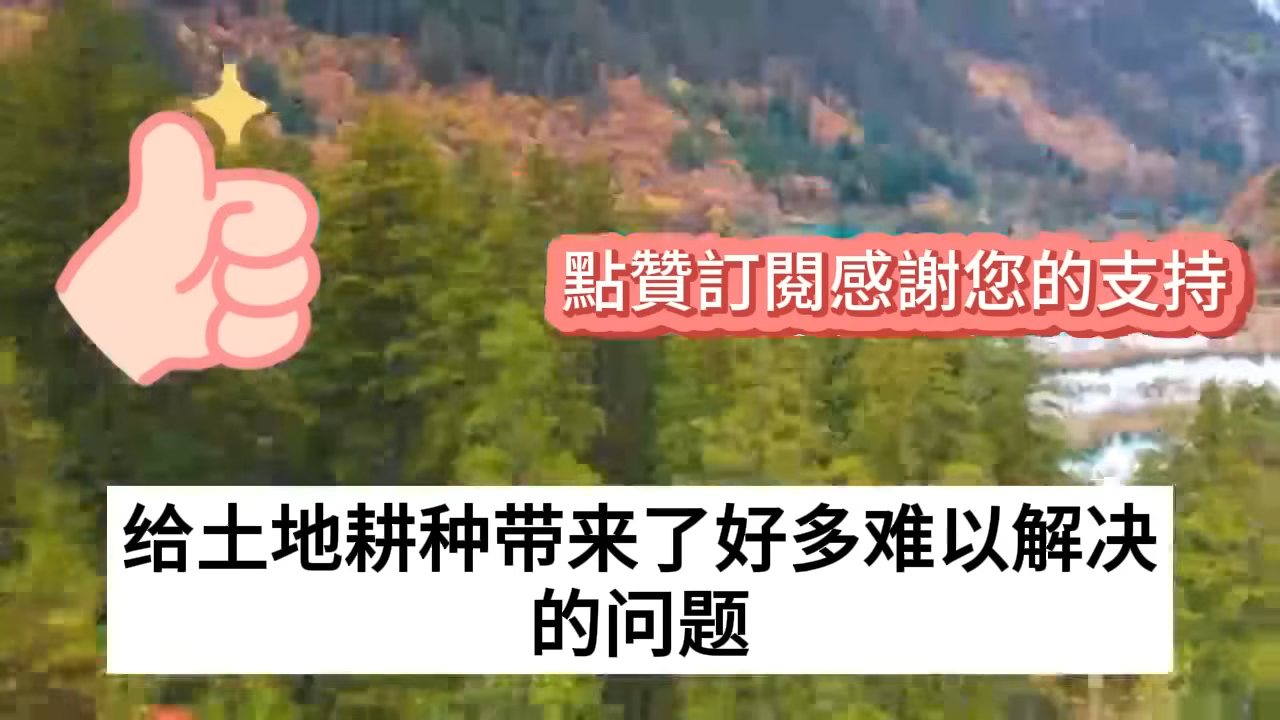 點贊訂閱感謝您的支持
给土地耕种带来了好多难以解决
的问题